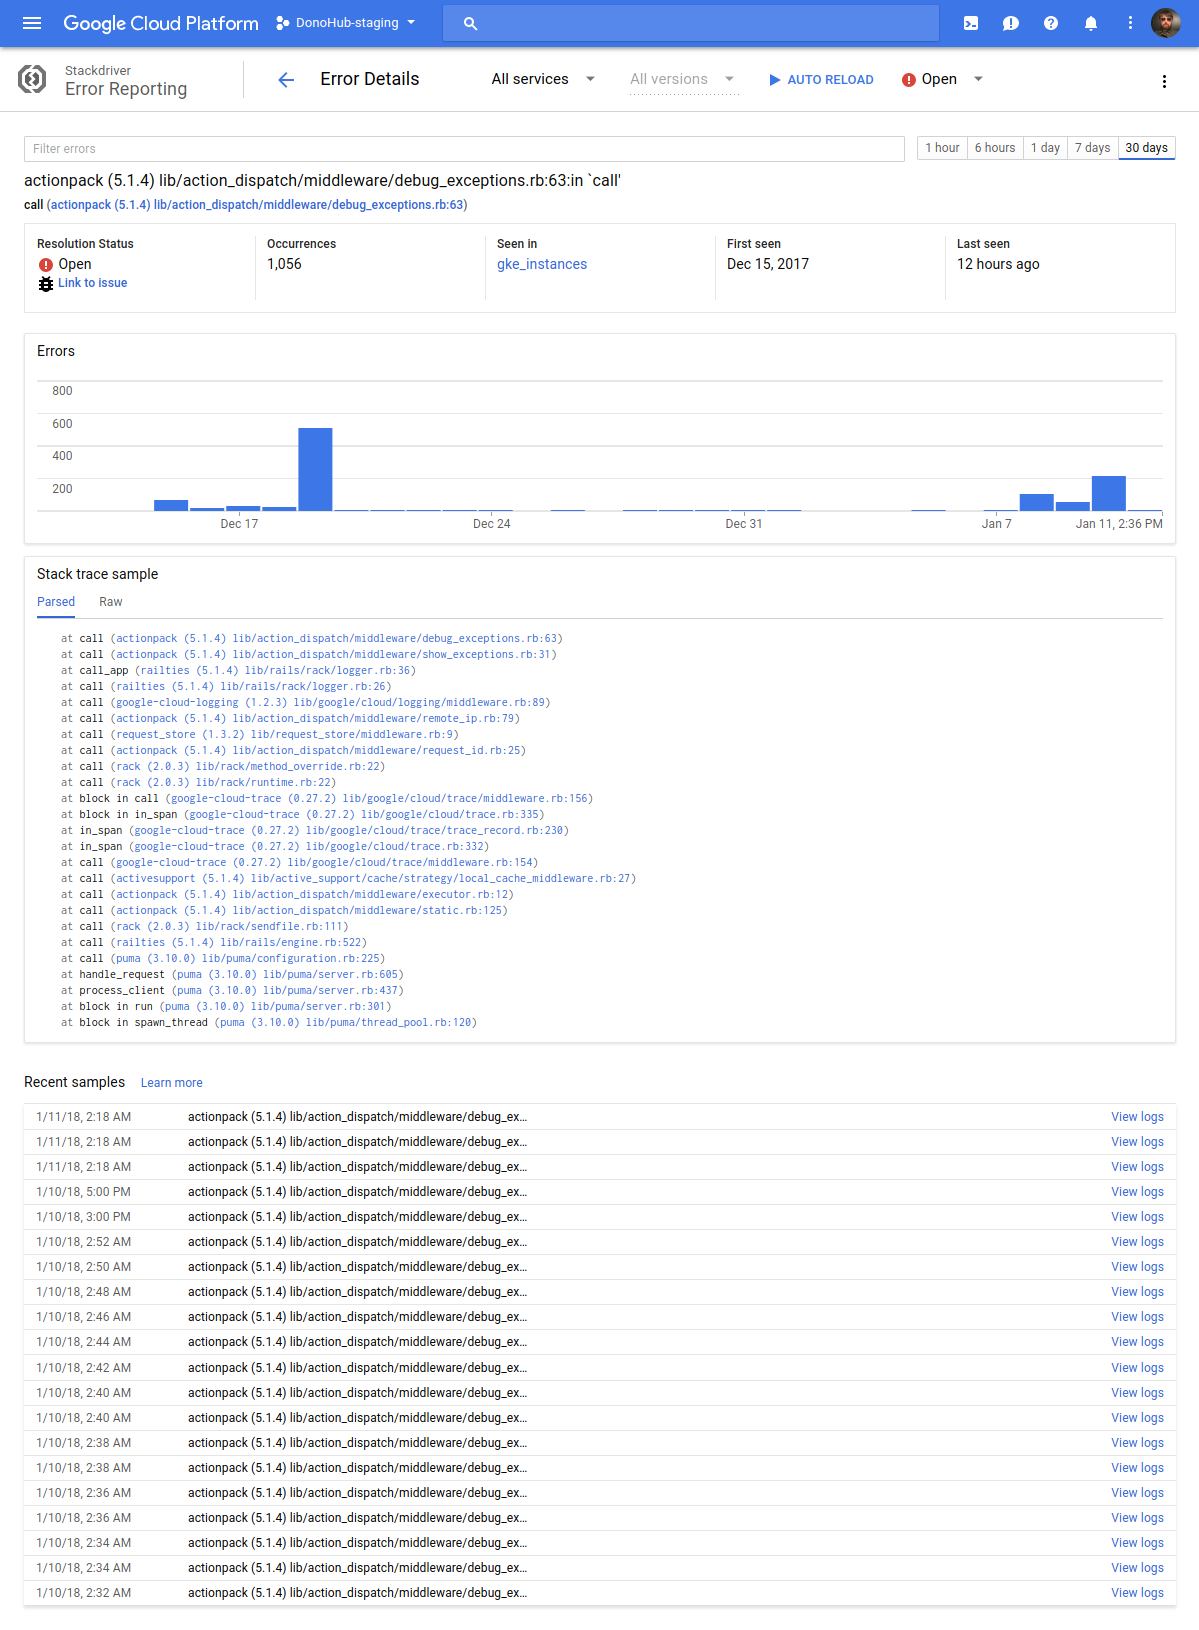 Google Cloud Platform DonoHub-staging
Stackdriver
Error Reporting
Error Details All services All versions AUTO RELOAD Open
Filter errors 1 hour 6 hours 1 day 7 days 30 days
actionpack (5.1.4) lib/action_dispatch/middleware/debug_exceptions.rb:63:in `call'
call (actionpack (5.1.4) lib/action_dispatch/middleware/debug_exceptions.rb:63)
Resolution Status Occurrences Seen in First seen Last seen
Open 1,056 gke_instances Dec 15, 2017 12 hours ago
Link to issue
Errors
800
600
400
200
Dec 17 Dec 24 Dec 31 Jan 7 Jan 11, 2:36 PM
Stack trace sample
Parsed Raw
at call (actionpack (5.1.4) lib/action_dispatch/middleware/debug_exceptions.rb:63)
at call (actionpack (5.1.4) lib/action_dispatch/middleware/show_exceptions.rb:31)
at call_app (railties (5.1.4) lib/rails/rack/logger.rb:36)
at call (railties (5.1.4) lib/rails/rack/logger.rb:26)
at call (google-cloud-logging (1.2.3) lib/google/cloud/logging/middleware.rb:89)
at call (actionpack (5.1.4) lib/action_dispatch/middleware/remote_ip.rb:79)
at call (request_store (1.3.2) lib/request_store/middleware.rb:9)
at call (actionpack (5.1.4) lib/action_dispatch/middleware/request_id.rb:25)
at call (rack (2.0.3) lib/rack/method_override.rb:22)
at call (rack (2.0.3) lib/rack/runtime.rb:22)
at block in call (google-cloud-trace (0.27.2) lib/google/cloud/trace/middleware.rb:156)
at block in in_span (google-cloud-trace (0.27.2) lib/google/cloud/trace.rb:335)
at in_span (google-cloud-trace (0.27.2) lib/google/cloud/trace/trace_record.rb:230)
at in_span (google-cloud-trace (0.27.2) lib/google/cloud/trace.rb:332)
at call (google-cloud-trace (0.27.2) lib/google/cloud/trace/middleware.rb:154)
at call (activesupport (5.1.4) lib/active_support/cache/strategy/local_cache_middleware.rb:27)
at call (actionpack (5.1.4) lib/action_dispatch/middleware/executor.rb:12)
at call (actionpack (5.1.4) lib/action_dispatch/middleware/static.rb:125)
at call (rack (2.0.3) lib/rack/sendfile.rb:111)
at call (railties (5.1.4) lib/rails/engine.rb:522)
at call (puma (3.10.0) lib/puma/configuration.rb:225)
at handle_request (puma (3.10.0) lib/puma/server.rb:605)
at process_client (puma (3.10.0) lib/puma/server.rb:437)
at block in run (puma (3.10.0) lib/puma/server.rb:301)
at block in spawn_thread (puma (3.10.0) lib/puma/thread_pool.rb:120)
Recent samples Learn more
1/11/18, 2:18 AM actionpack (5.1.4) lib/action_dispatch/middleware/debug_ex... View logs
1/11/18, 2:18 AM actionpack (5.1.4) lib/action_dispatch/middleware/debug_ex... View logs
1/11/18, 2:18 AM actionpack (5.1.4) lib/action_dispatch/middleware/debug_ex... View logs
1/10/18, 5:00 PM actionpack (5.1.4) lib/action_dispatch/middleware/debug_ex... View logs
1/10/18, 3:00 PM actionpack (5.1.4) lib/action_dispatch/middleware/debug_ex... View logs
1/10/18, 2:52 AM actionpack (5.1.4) lib/action_dispatch/middleware/debug_ex... View logs
1/10/18, 2:50 AM actionpack (5.1.4) lib/action_dispatch/middleware/debug_ex... View logs
1/10/18, 2:48 AM actionpack (5.1.4) lib/action_dispatch/middleware/debug_ex... View logs
1/10/18, 2:46 AM actionpack (5.1.4) lib/action_dispatch/middleware/debug_ex... View logs
1/10/18, 2:44 AM actionpack (5.1.4) lib/action_dispatch/middleware/debug_ex... View logs
1/10/18, 2:42 AM actionpack (5.1.4) lib/action_dispatch/middleware/debug_ex... View logs
1/10/18, 2:40 AM actionpack (5.1.4) lib/action_dispatch/middleware/debug_ex... View logs
1/10/18, 2:40 AM actionpack (5.1.4) lib/action_dispatch/middleware/debug_ex... View logs
1/10/18, 2:38 AM actionpack (5.1.4) lib/action_dispatch/middleware/debug_ex... View logs
1/10/18, 2:38 AM actionpack (5.1.4) lib/action_dispatch/middleware/debug_ex... View logs
1/10/18, 2:36 AM actionpack (5.1.4) lib/action_dispatch/middleware/debug_ex... View logs
1/10/18, 2:36 AM actionpack (5.1.4) lib/action_dispatch/middleware/debug_ex... View logs
1/10/18, 2:34 AM actionpack (5.1.4) lib/action_dispatch/middleware/debug_ex... View logs
1/10/18, 2:34 AM actionpack (5.1.4) lib/action_dispatch/middleware/debug_ex... View logs
1/10/18, 2:32 AM actionpack (5.1.4) lib/action_dispatch/middleware/debug_ex... View logs